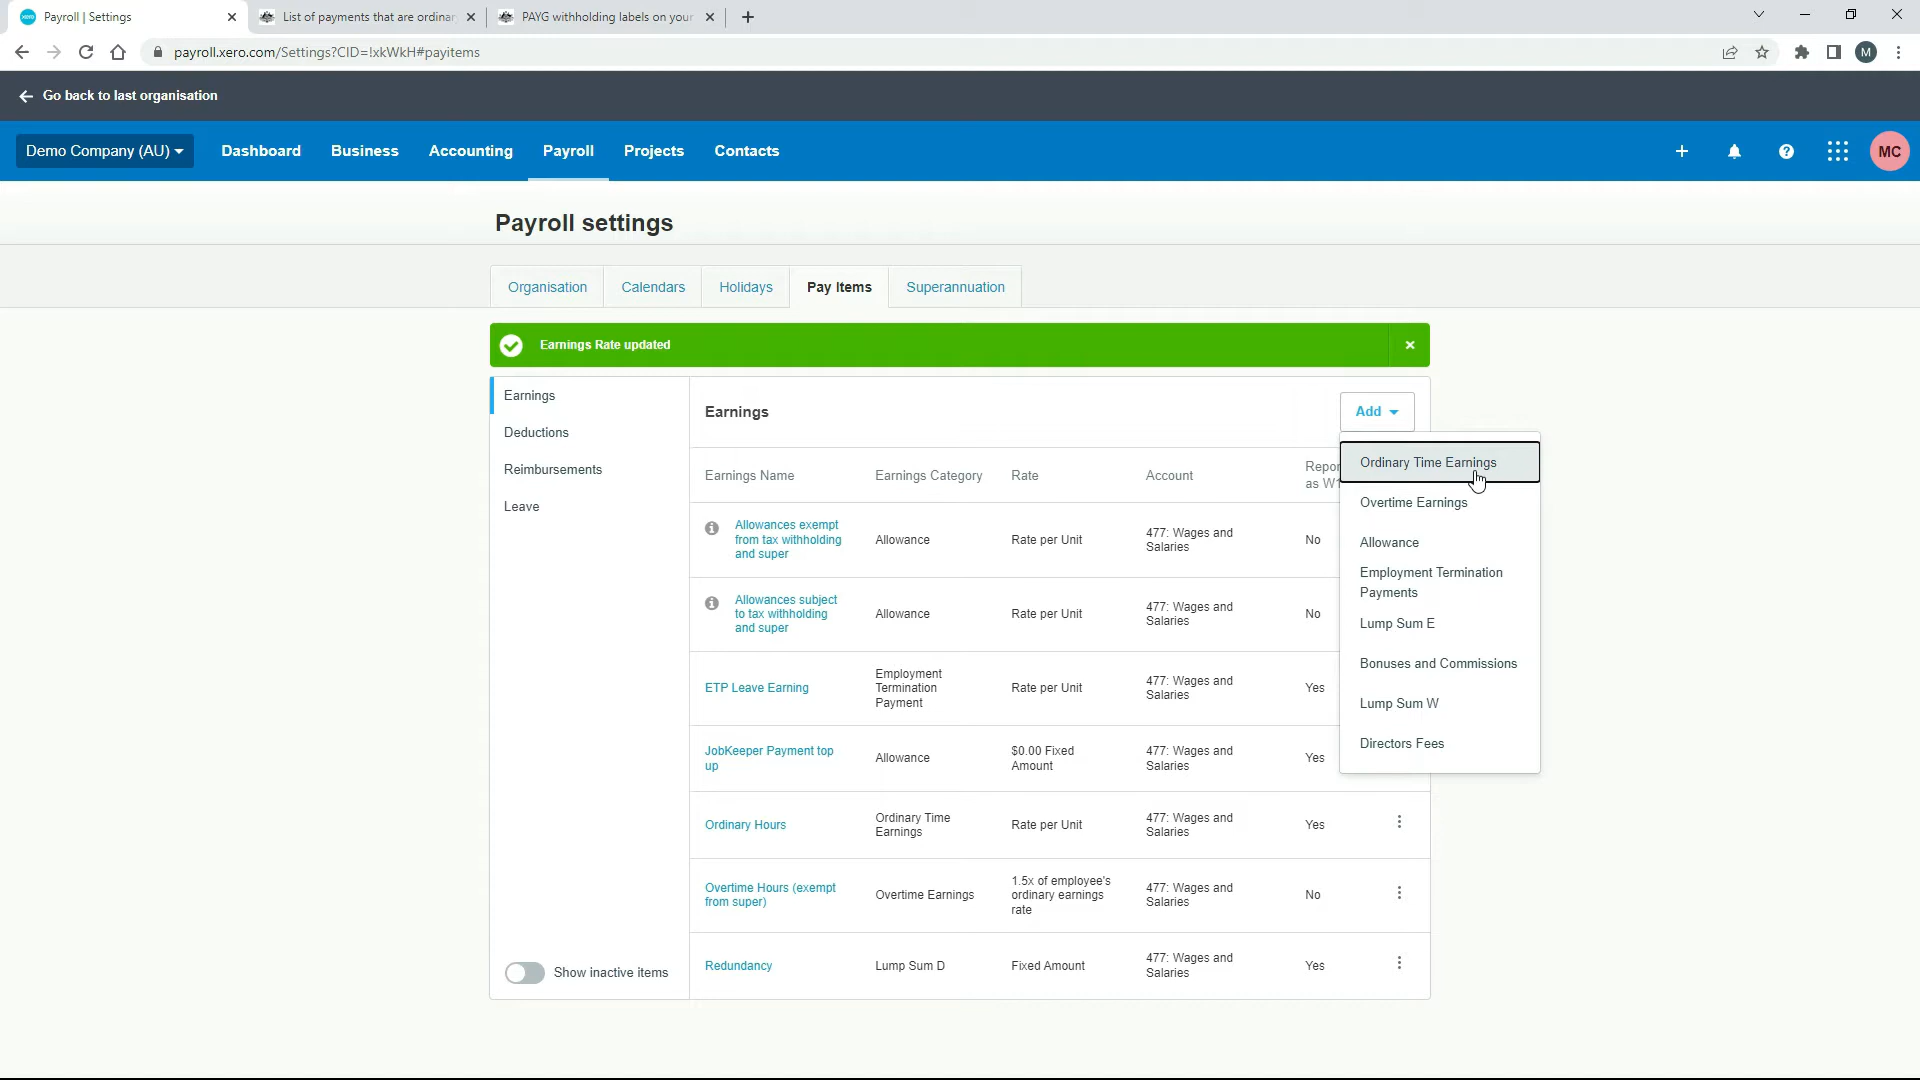 xero
Payroll | Settings
List of payments that are ordinar
PAYG withholding labels on your
payroll.xero.com/Settings?CID=!xkWkH#payitems
M
Go back to last organisation
Demo Company (AU)
Dashboard
Business
Accounting
Payroll
Projects
Contacts
MC
Payroll settings
Organisation
Calendars
Holidays
Pay Items
Superannuation
Earnings Rate updated
Earnings
Deductions
Reimbursements
Leave
Show inactive items
Earnings
Add
Earnings Name
Earnings Category
Rate
Account
Repor
as W1
Allowances exempt
from tax withholding
and super
Allowance
Rate per Unit
477: Wages and
Salaries
No
Allowances subject
to tax withholding
and super
Allowance
Rate per Unit
477: Wages and
Salaries
No
ETP Leave Earning
Employment
Termination
Payment
Rate per Unit
477: Wages and
Salaries
Yes
JobKeeper Payment top
up
Allowance
$0.00 Fixed
Amount
477: Wages and
Salaries
Yes
Ordinary Hours
Ordinary Time
Earnings
Rate per Unit
477: Wages and
Salaries
Yes
Overtime Hours (exempt
from super)
Overtime Earnings
1.5x of employee's
ordinary earnings
rate
477: Wages and
Salaries
No
Redundancy
Lump Sum D
Fixed Amount
477: Wages and
Salaries
Yes
Ordinary Time Earnings
Overtime Earnings
Allowance
Employment Termination
Payments
Lump Sum E
Bonuses and Commissions
Lump Sum W
Directors Fees